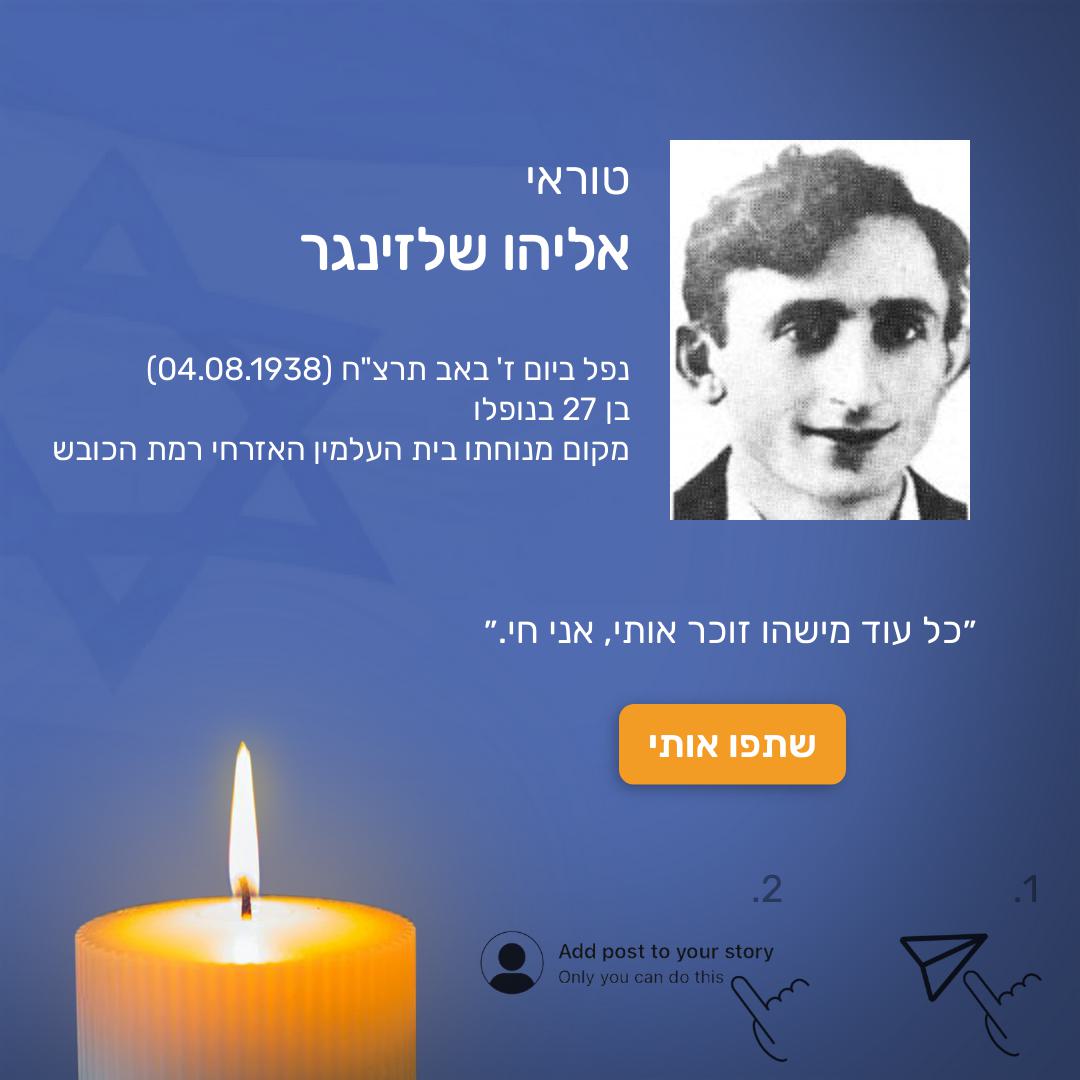 טוראי
אליהו שלזינגר
נפל ביום ז' באב תרצ"ח (04.08.1938)
בן 27 בנופלו
מקום מנוחתו בית העלמין האזרחי רמת הכובש
״כל עוד מישהו זוכר אותי, אני חי.״
שתפו אותי
.1
.2
Add post to your story
Only you can do this